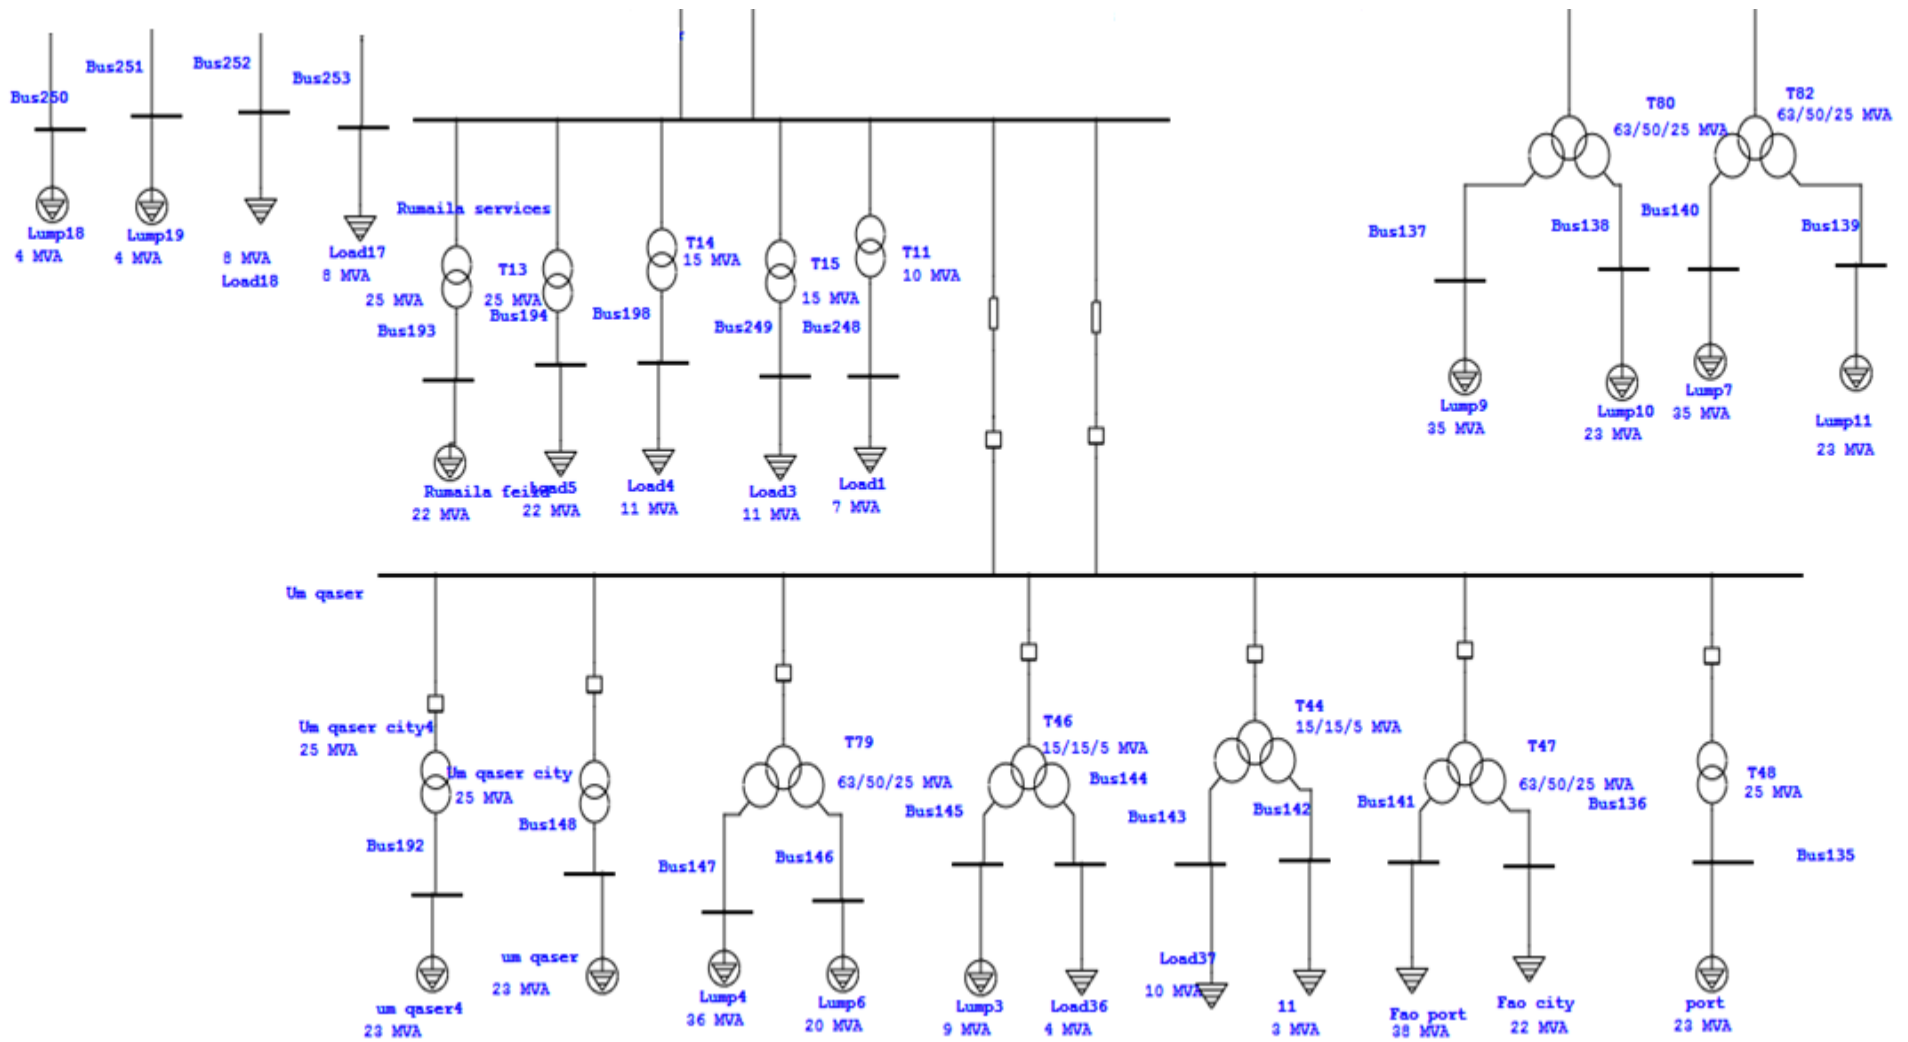 Bus250
Bus251
Bus252
Bus253
Lump18
4 MVA
Lump19
4 MVA
8 MVA
Load18
Load17
8 MVA
Rumaila services
25 MVA
Bus193
T13
25 MVA
Bus194
T14
15 MVA
Bus198
T15
15 MVA
Bus249
T11
10 MVA
Bus248
Rumaila feild
22 MVA
Load5
22 MVA
Load4
11 MVA
Load3
11 MVA
Load1
7 MVA
T80
63/50/25 MVA
T82
63/50/25 MVA
Bus137
Bus138
Bus140
Bus139
Lump9
35 MVA
Lump10
23 MVA
Lump7
35 MVA
Lump11
23 MVA
Um qaser
Um qaser city4
25 MVA
Um qaser city
25 MVA
Bus192
Bus148
T79
63/50/25 MVA
Bus147
Bus146
T46
15/15/5 MVA
Bus145
Bus144
T44
15/15/5 MVA
Bus143
Bus142
T47
63/50/25 MVA
Bus141
Bus136
T48
25 MVA
Bus135
um qaser4
23 MVA
um qaser
23 MVA
Lump4
36 MVA
Lump6
20 MVA
Lump3
9 MVA
Load36
4 MVA
Load37
10 MVA
11
3 MVA
Fao port
38 MVA
Fao city
22 MVA
port
23 MVA